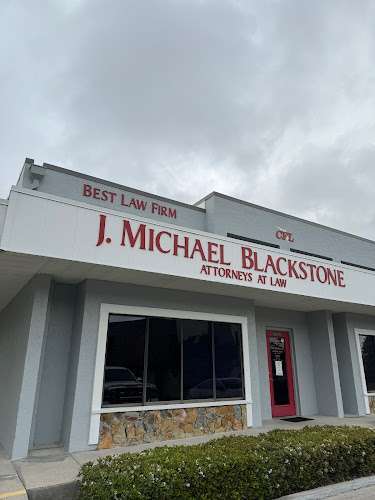 BEST LAW FIRM
CFL
J. MICHAEL BLACKSTONE
ATTORNEYS AT LAW